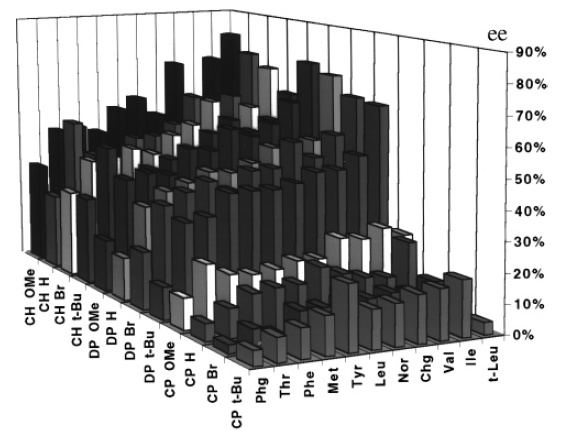 ee
90%
80%
70%
60%
50%
40%
30%
20%
10%
0%
CH OMe
CH H
CH Br
CH t-Bu
DP OMe
DP H
DP Br
DP t-Bu
CP OMe
CP H
CP Br
CP t-Bu
Phg
Thr
Phe
Met
Tyr
Leu
Nor
Chg
Val
Ile
t-Leu